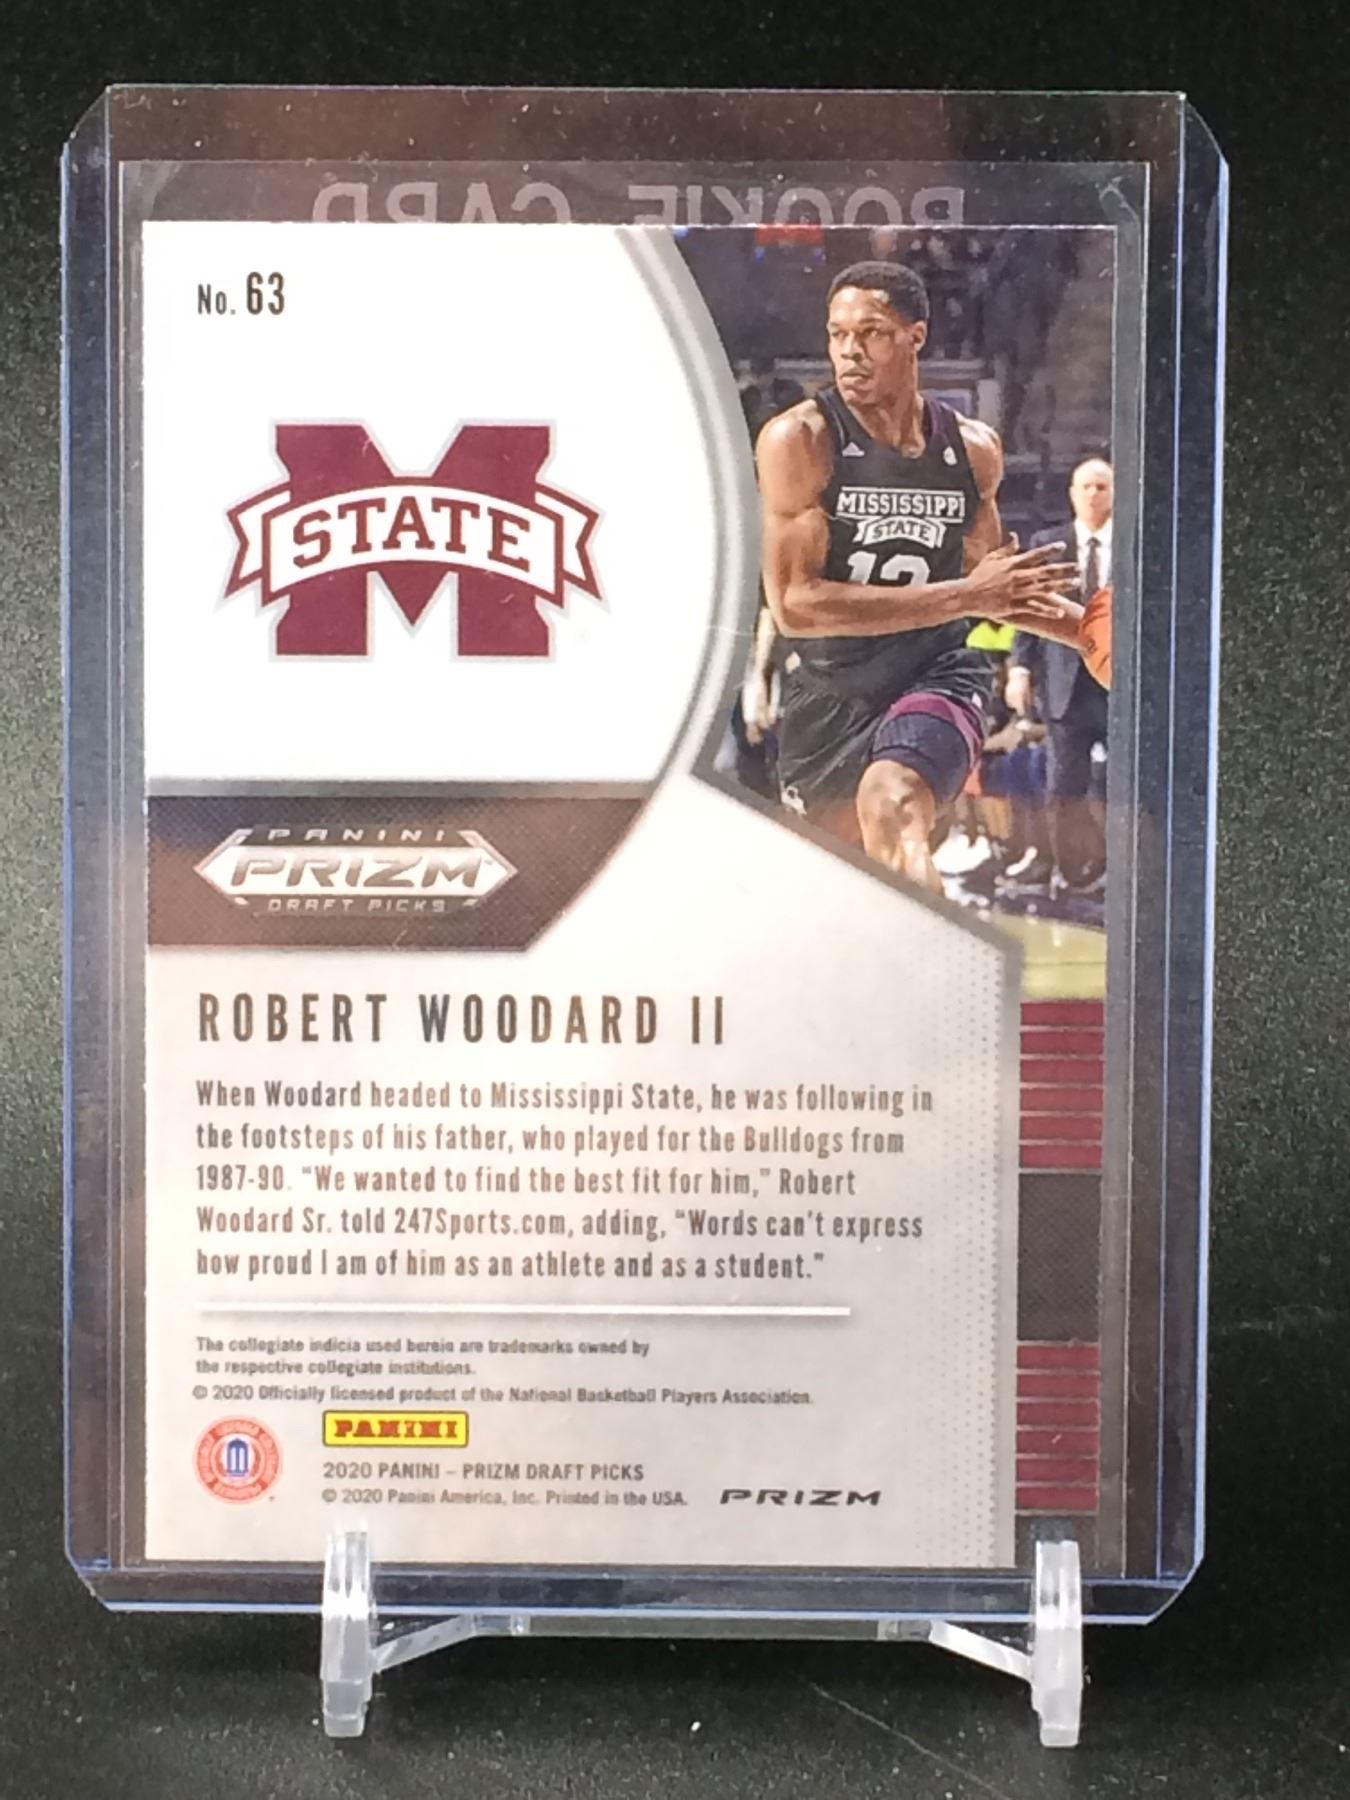 ROOKIE CARD
No. 63
M
STATE
MISSISSIPPI
STATE
12
PANINI
PRIZM
DRAFT PICKS
ROBERT WOODARD II
When Woodard headed to Mississippi State, he was following in
the footsteps of his father, who played for the Bulldogs from
1987-90. "We wanted to find the best fit for him," Robert
Woodard Sr. told 247Sports.com, adding, "Words can't express
how proud I am of him as an athlete and as a student."
The collegiate indicia used herein are trademarks owned by
the respective collegiate institutions.
© 2020 Officially licensed product of the National Basketball Players Association.
PANINI
2020 PANINI – PRIZM DRAFT PICKS
© 2020 Panini America, Inc. Printed in the USA.
PRIZM